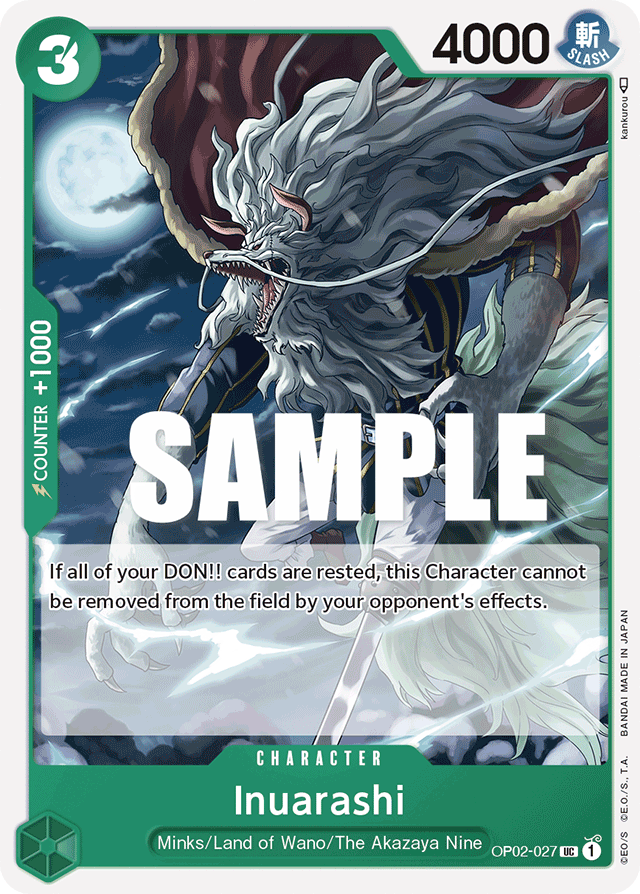 3
4000
斬
SLASH
kankurou
COUNTER +1000
SAMPLE
If all of your DON!! cards are rested, this Character cannot
be removed from the field by your opponent's effects.
CHARACTER
Inuarashi
Minks/Land of Wano/The Akazaya Nine
OP02-027 UC 1
©EO/S ©E.O./S., T.A. BANDAI MADE IN JAPAN